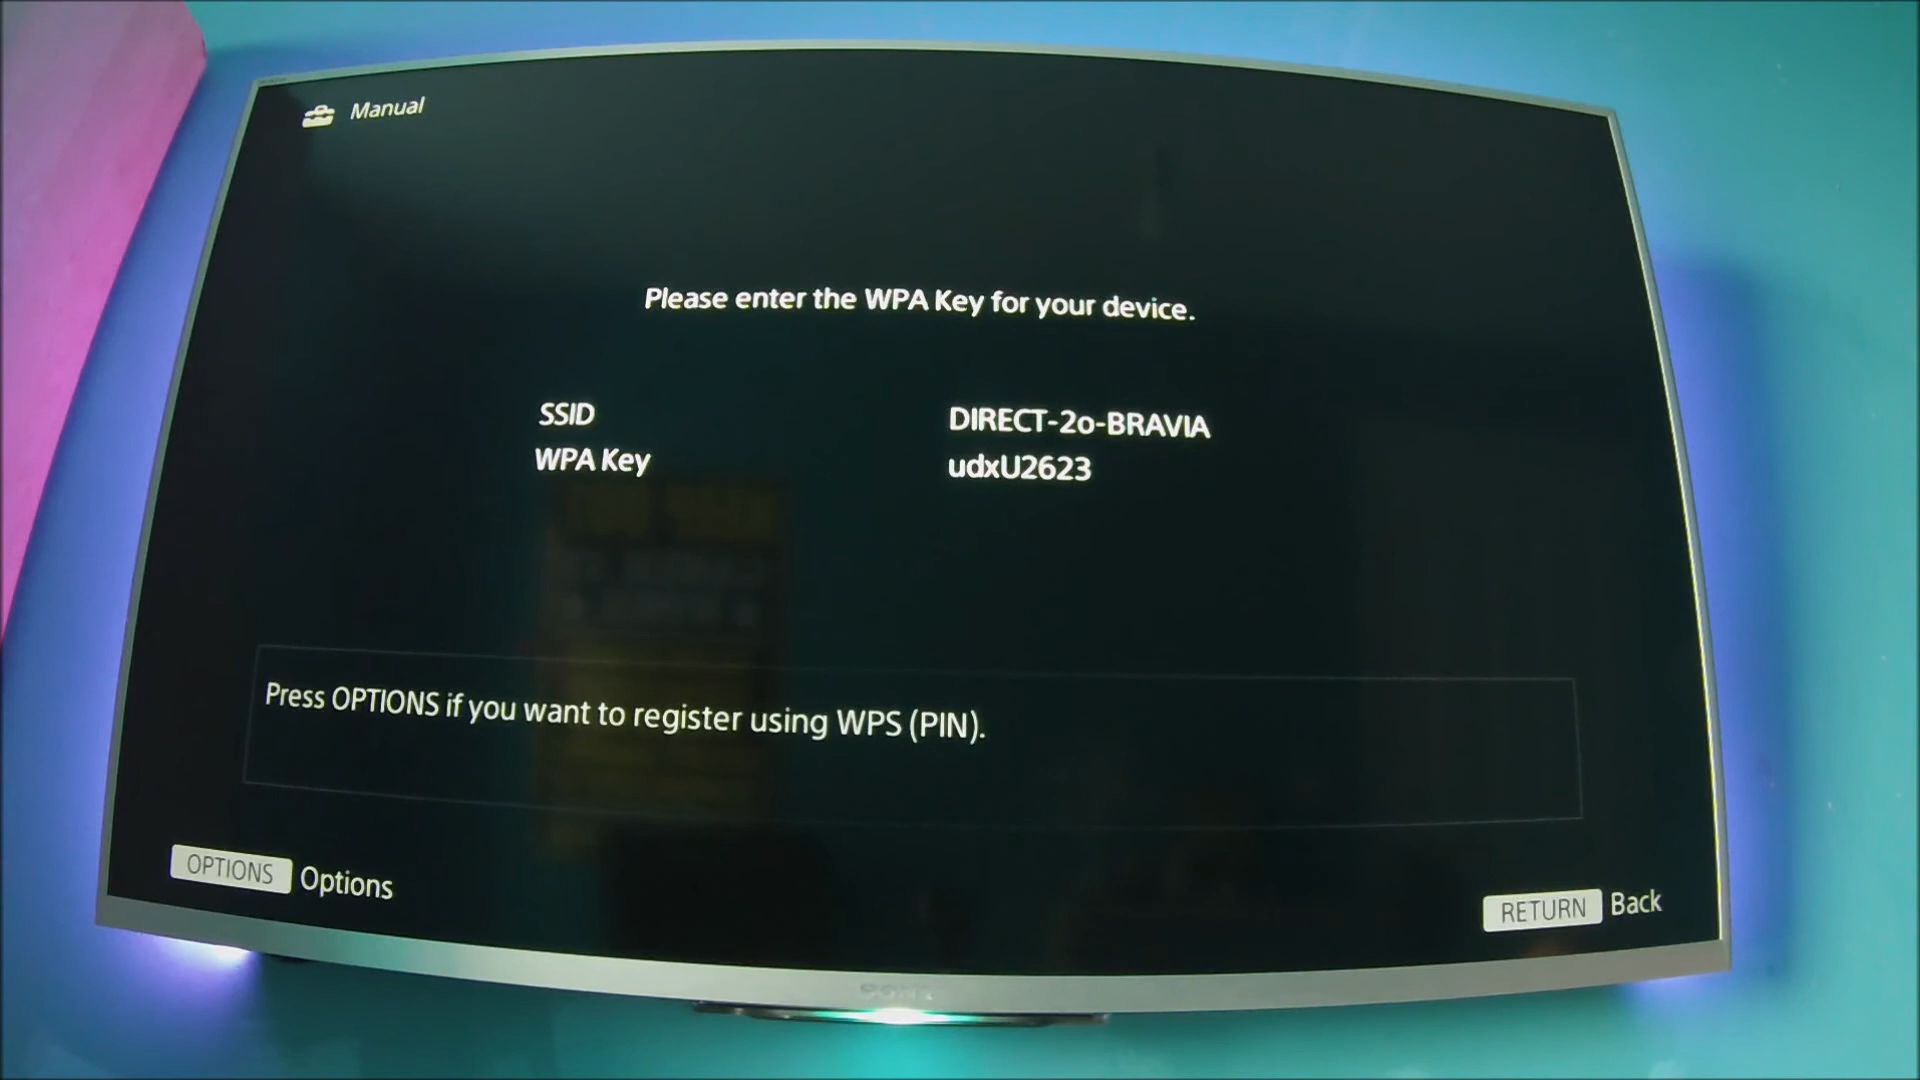 Manual
Please enter the WPA Key for your device.
SSID DIRECT-2o-BRAVIA
WPA Key udxU2623
Press OPTIONS if you want to register using WPS (PIN).
OPTIONS Options
RETURN Back
SONY